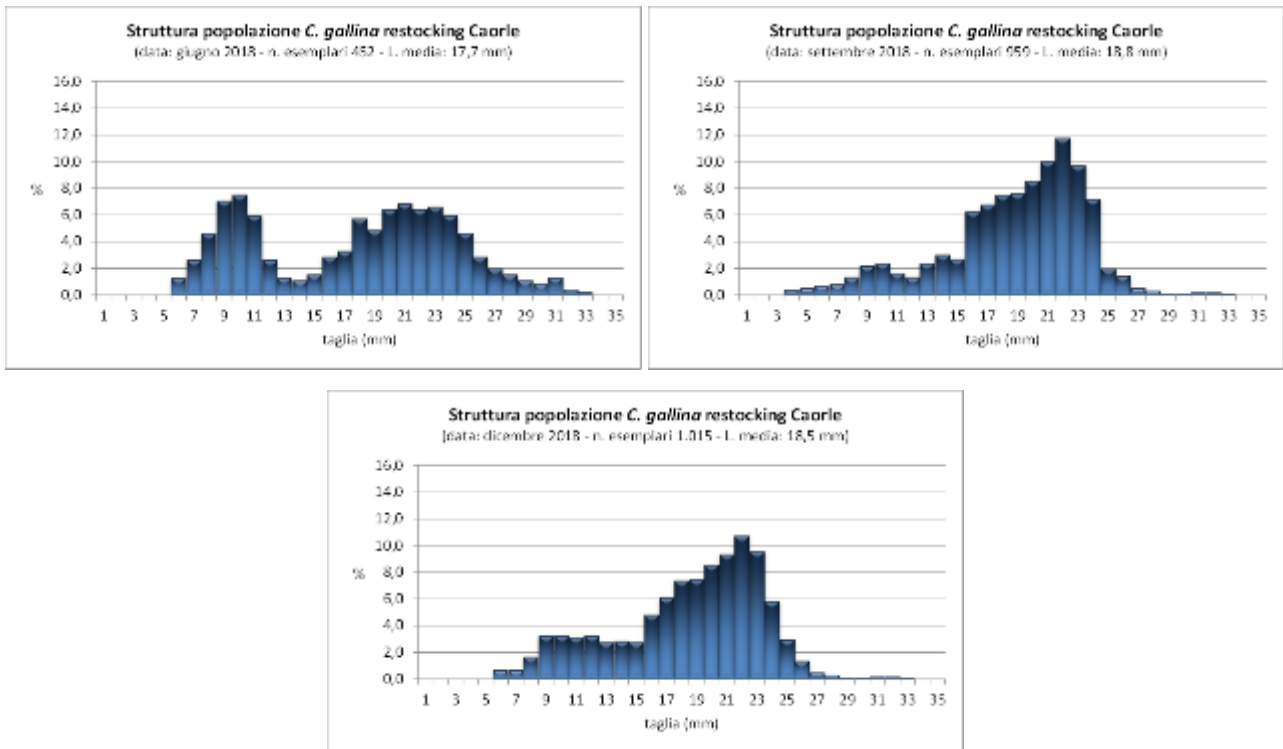 Struttura popolazione C. gallina restocking Caorle
(data: giugno 2018 - n. esemplari 452 - L. media: 17,7 mm)
16,0
14,0
12,0
10,0
8,0
6,0
4,0
2,0
0,0
%
1 3 5 7 9 11 13 15 17 19 21 23 25 27 29 31 33 35
taglia (mm)
Struttura popolazione C. gallina restocking Caorle
(data: settembre 2018 - n. esemplari 959 - L. media: 18,8 mm)
16,0
14,0
12,0
10,0
8,0
6,0
4,0
2,0
0,0
%
1 3 5 7 9 11 13 15 17 19 21 23 25 27 29 31 33 35
taglia (mm)
Struttura popolazione C. gallina restocking Caorle
(data: dicembre 2018 - n. esemplari 1.015 - L. media: 18,5 mm)
16,0
14,0
12,0
10,0
8,0
6,0
4,0
2,0
0,0
%
1 3 5 7 9 11 13 15 17 19 21 23 25 27 29 31 33 35
taglia (mm)